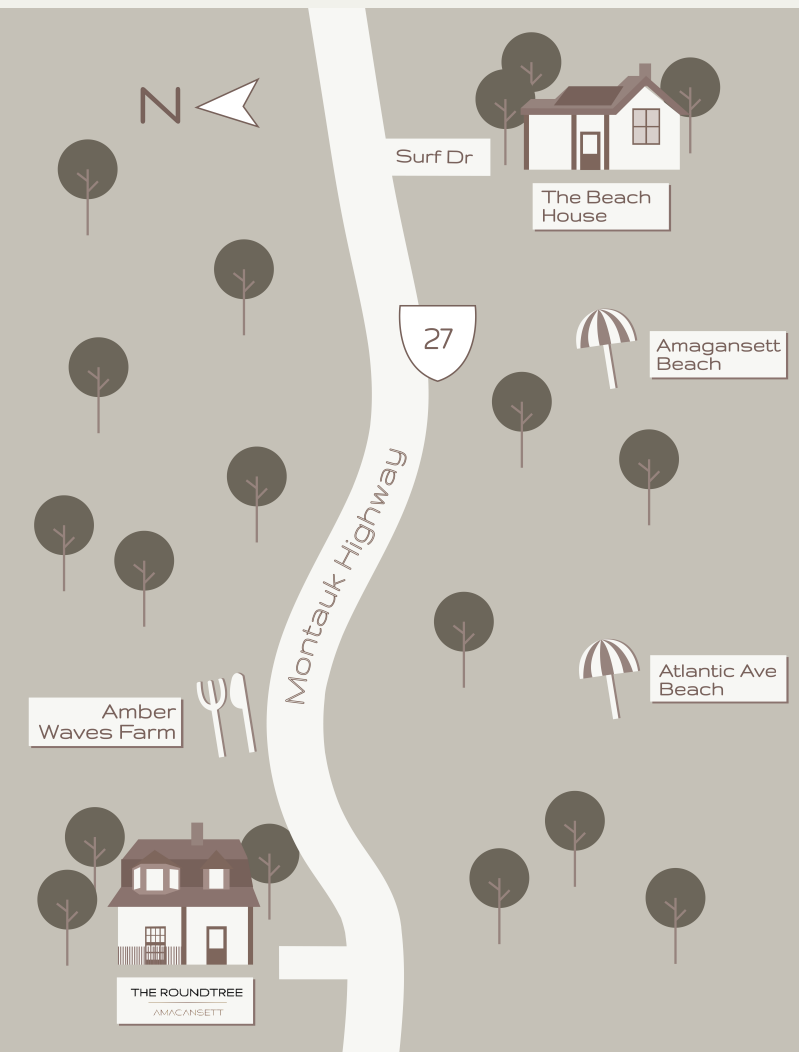 N
Surf Dr
The Beach
House
27
Amagansett
Beach
Montauk Highway
Atlantic Ave
Beach
Amber
Waves Farm
THE ROUNDTREE
AMAGANSETT